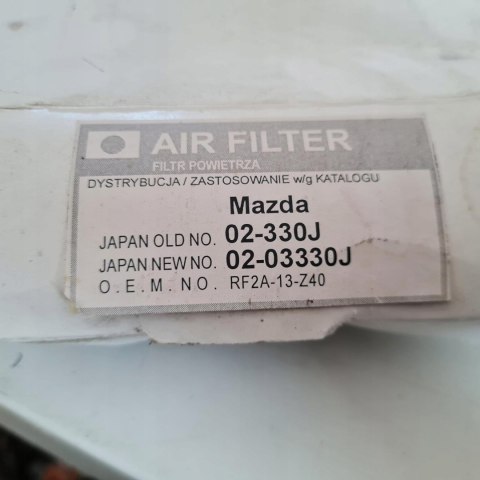 AIR FILTER
FILTR POWIETRZA
DYSTRYBUCJA / ZASTOSOWANIE w/g KATALOGU
Mazda
JAPAN OLD NO. 02-330J
JAPAN NEW NO. 02-03330J
O . E . M . N O . RF2A-13-Z40